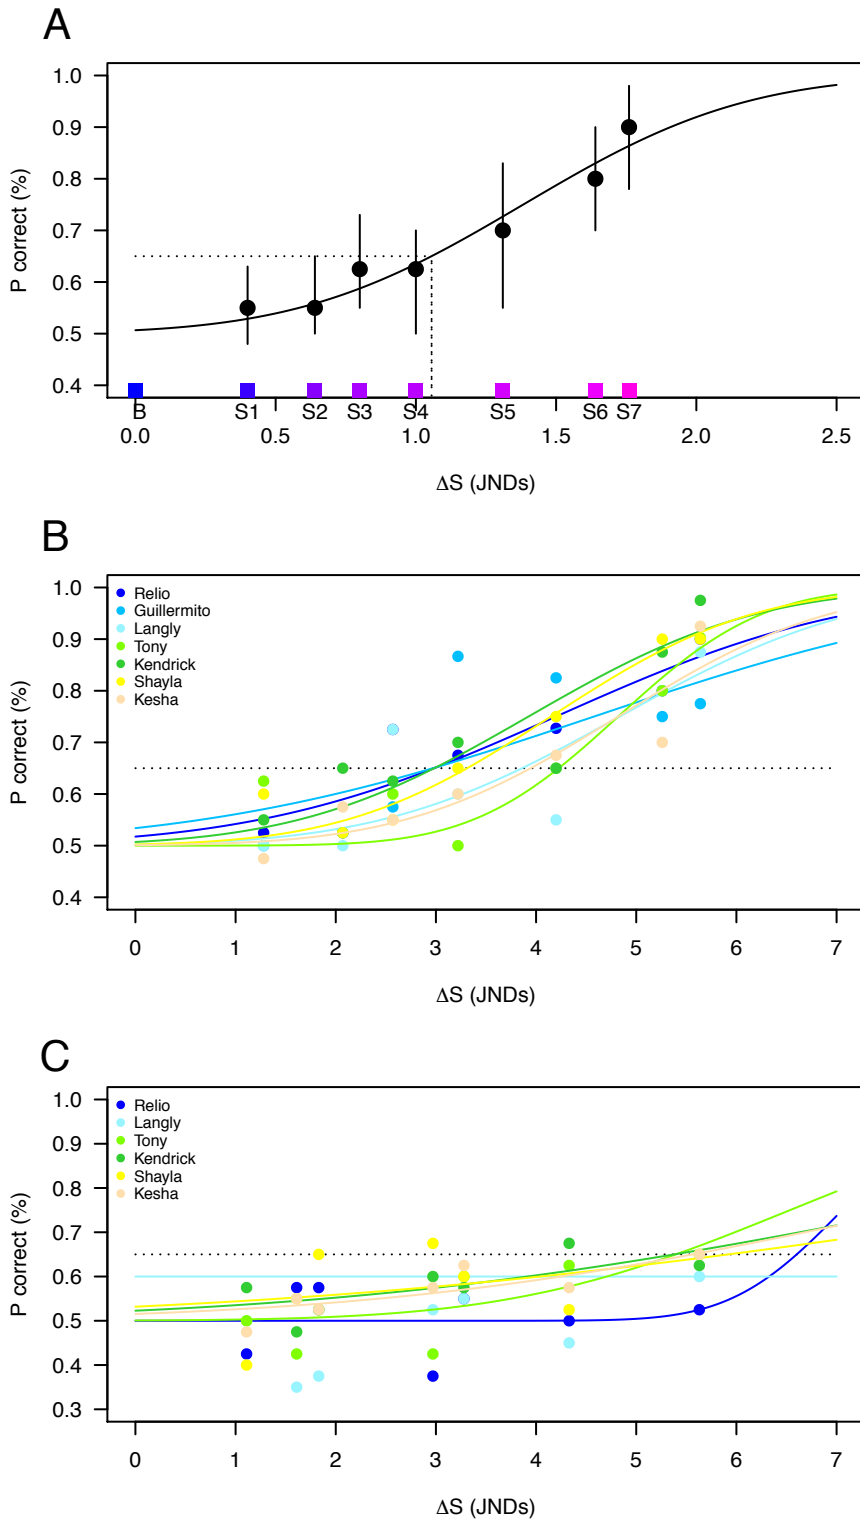 A
1.0
0.9
0.8
0.7
0.6
0.5
0.4
P correct (%)
B S1 S2 S3 S4 S5 S6 S7
0.0 0.5 1.0 1.5 2.0 2.5
ΔS (JNDs)
B
1.0
0.9
0.8
0.7
0.6
0.5
0.4
P correct (%)
Relio
Guillermito
Langly
Tony
Kendrick
Shayla
Kesha
0 1 2 3 4 5 6 7
ΔS (JNDs)
C
1.0
0.9
0.8
0.7
0.6
0.5
0.4
0.3
P correct (%)
Relio
Langly
Tony
Kendrick
Shayla
Kesha
0 1 2 3 4 5 6 7
ΔS (JNDs)